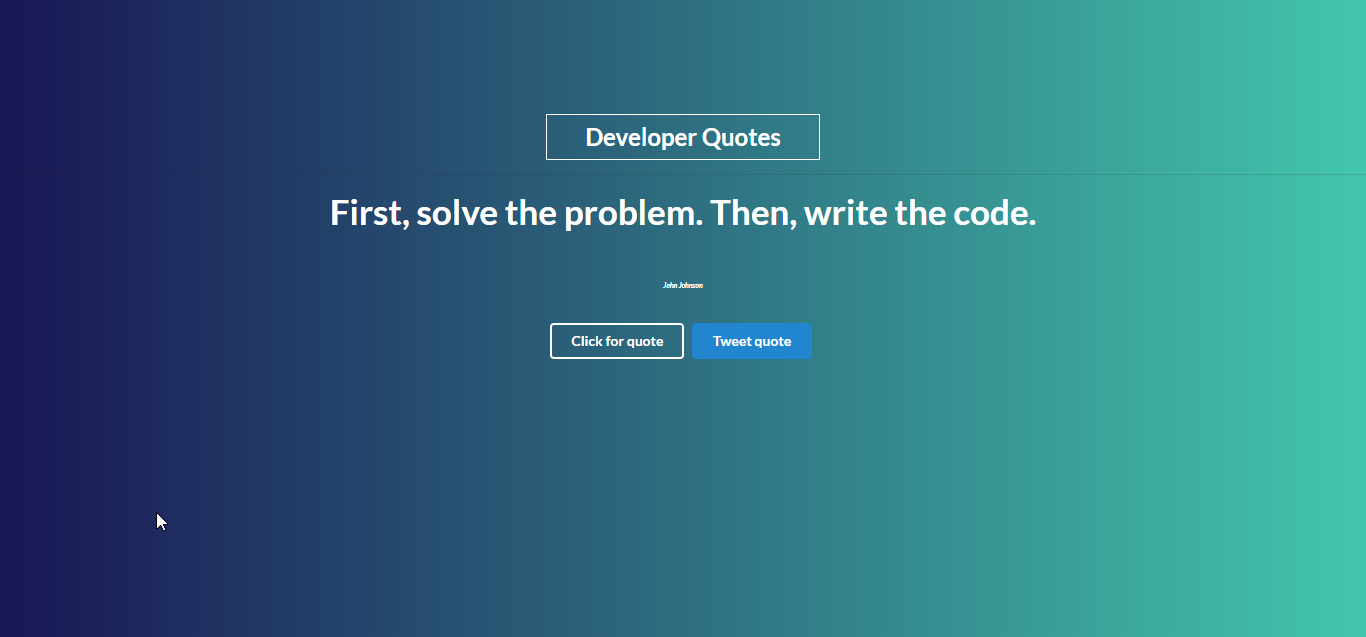 Developer Quotes
First, solve the problem. Then, write the code.
John Johnson
Click for quote
Tweet quote